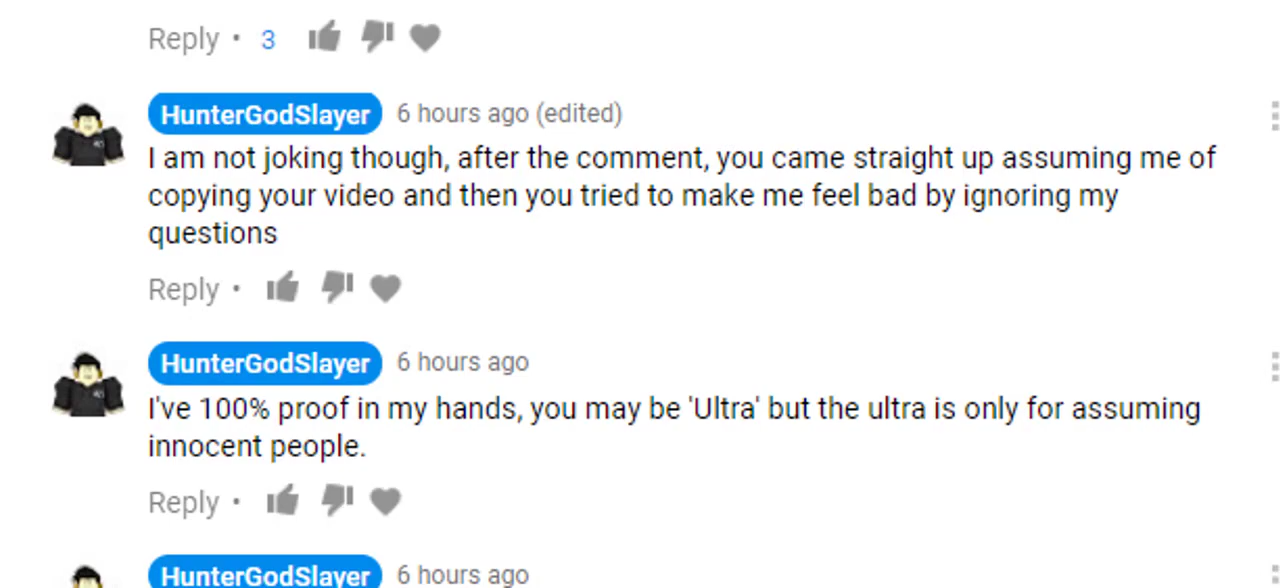 Reply • 3
HunterGodSlayer 6 hours ago (edited)
I am not joking though, after the comment, you came straight up assuming me of
copying your video and then you tried to make me feel bad by ignoring my
questions
Reply •
HunterGodSlayer 6 hours ago
I've 100% proof in my hands, you may be 'Ultra' but the ultra is only for assuming
innocent people.
Reply •
HunterGodSlayer 6 hours ago